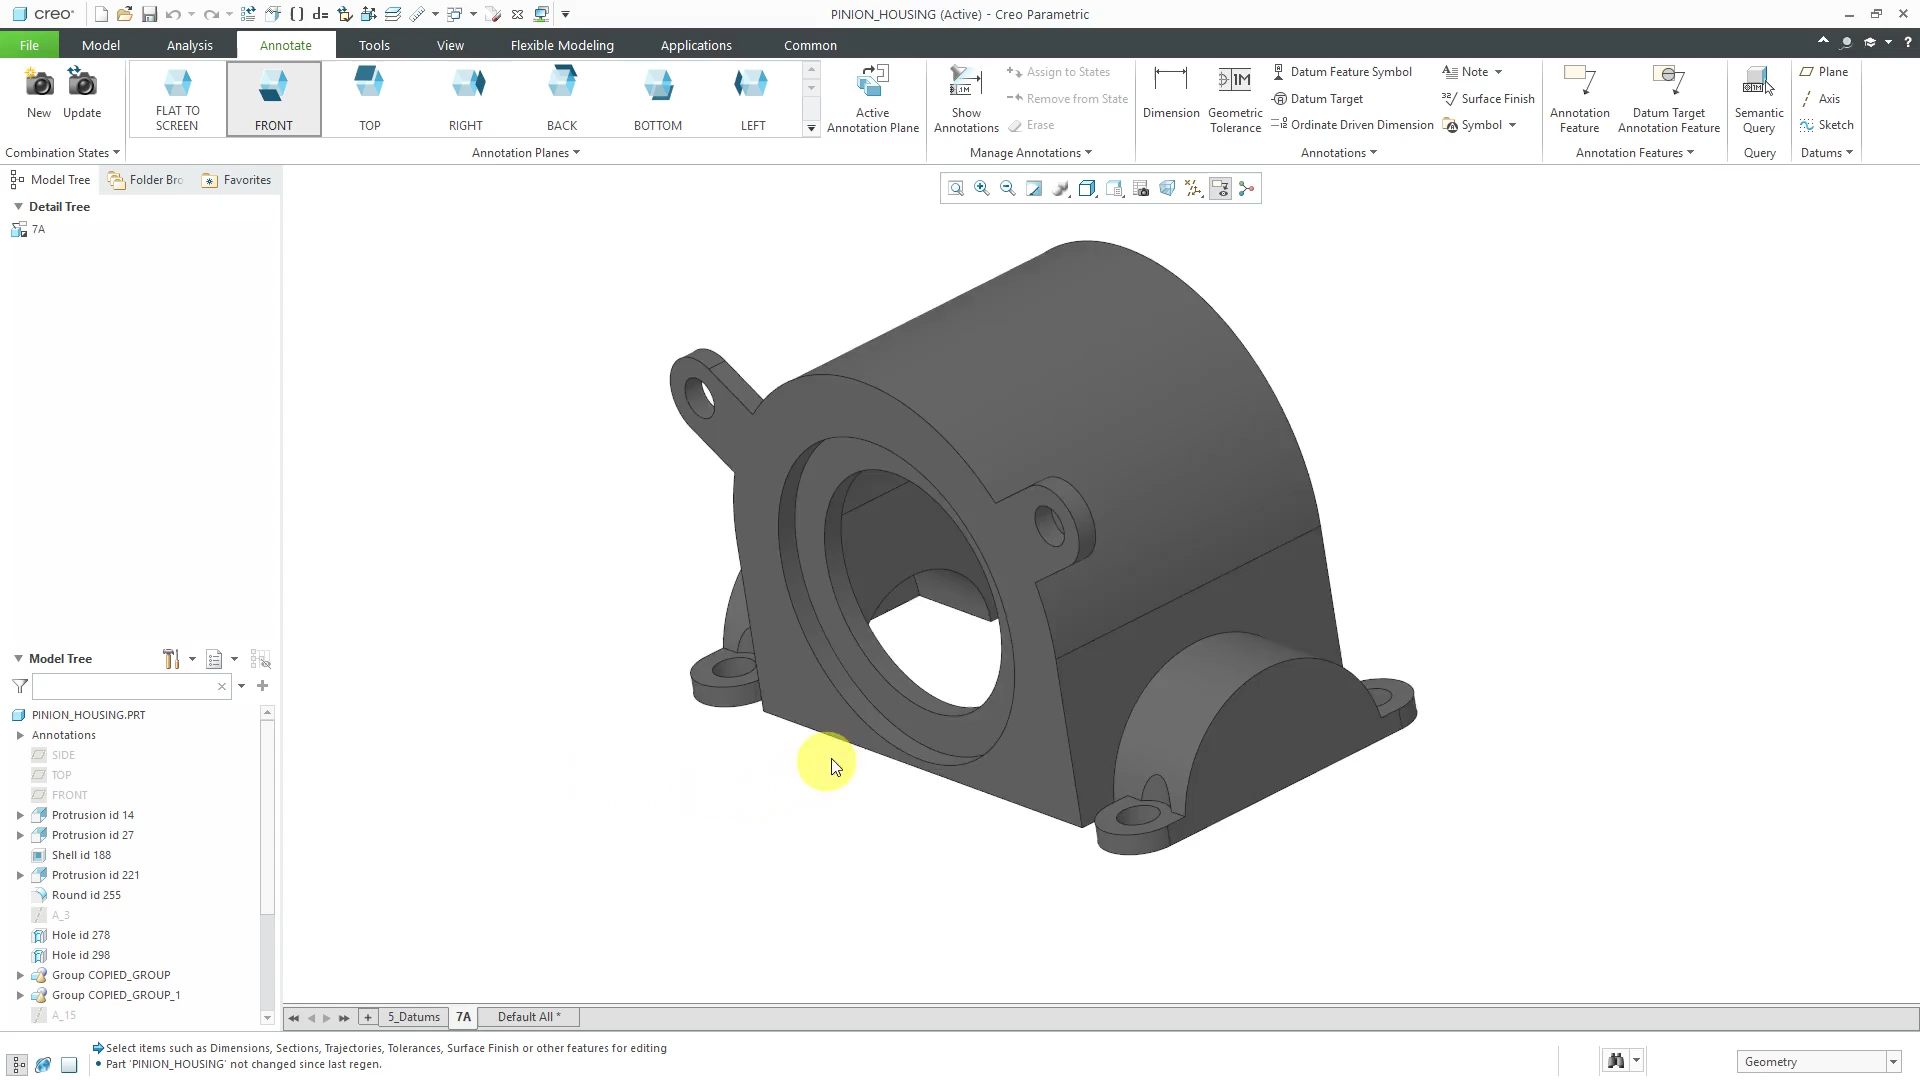 creo
PINION_HOUSING (Active) - Creo Parametric
File Model Analysis Annotate Tools View Flexible Modeling Applications Common
New Update
FLAT TO SCREEN FRONT TOP RIGHT BACK BOTTOM LEFT
Active Annotation Plane
Show Annotations
Assign to States
Remove from State
Erase
Dimension
Geometric Tolerance
Datum Feature Symbol
Datum Target
Ordinate Driven Dimension
Note
Surface Finish
Symbol
Annotation Feature
Datum Target Annotation Feature
Semantic Query
Plane
Axis
Sketch
Combination States Annotation Planes Manage Annotations Annotations Annotation Features Query Datums
Model Tree Folder Bro Favorites
Detail Tree
7A
Model Tree
PINION_HOUSING.PRT
Annotations
SIDE
TOP
FRONT
Protrusion id 14
Protrusion id 27
Shell id 188
Protrusion id 221
Round id 255
A_3
Hole id 278
Hole id 298
Group COPIED_GROUP
Group COPIED_GROUP_1
A_15
5_Datums 7A Default All *
Select items such as Dimensions, Sections, Trajectories, Tolerances, Surface Finish or other features for editing
• Part 'PINION_HOUSING' not changed since last regen.
Geometry